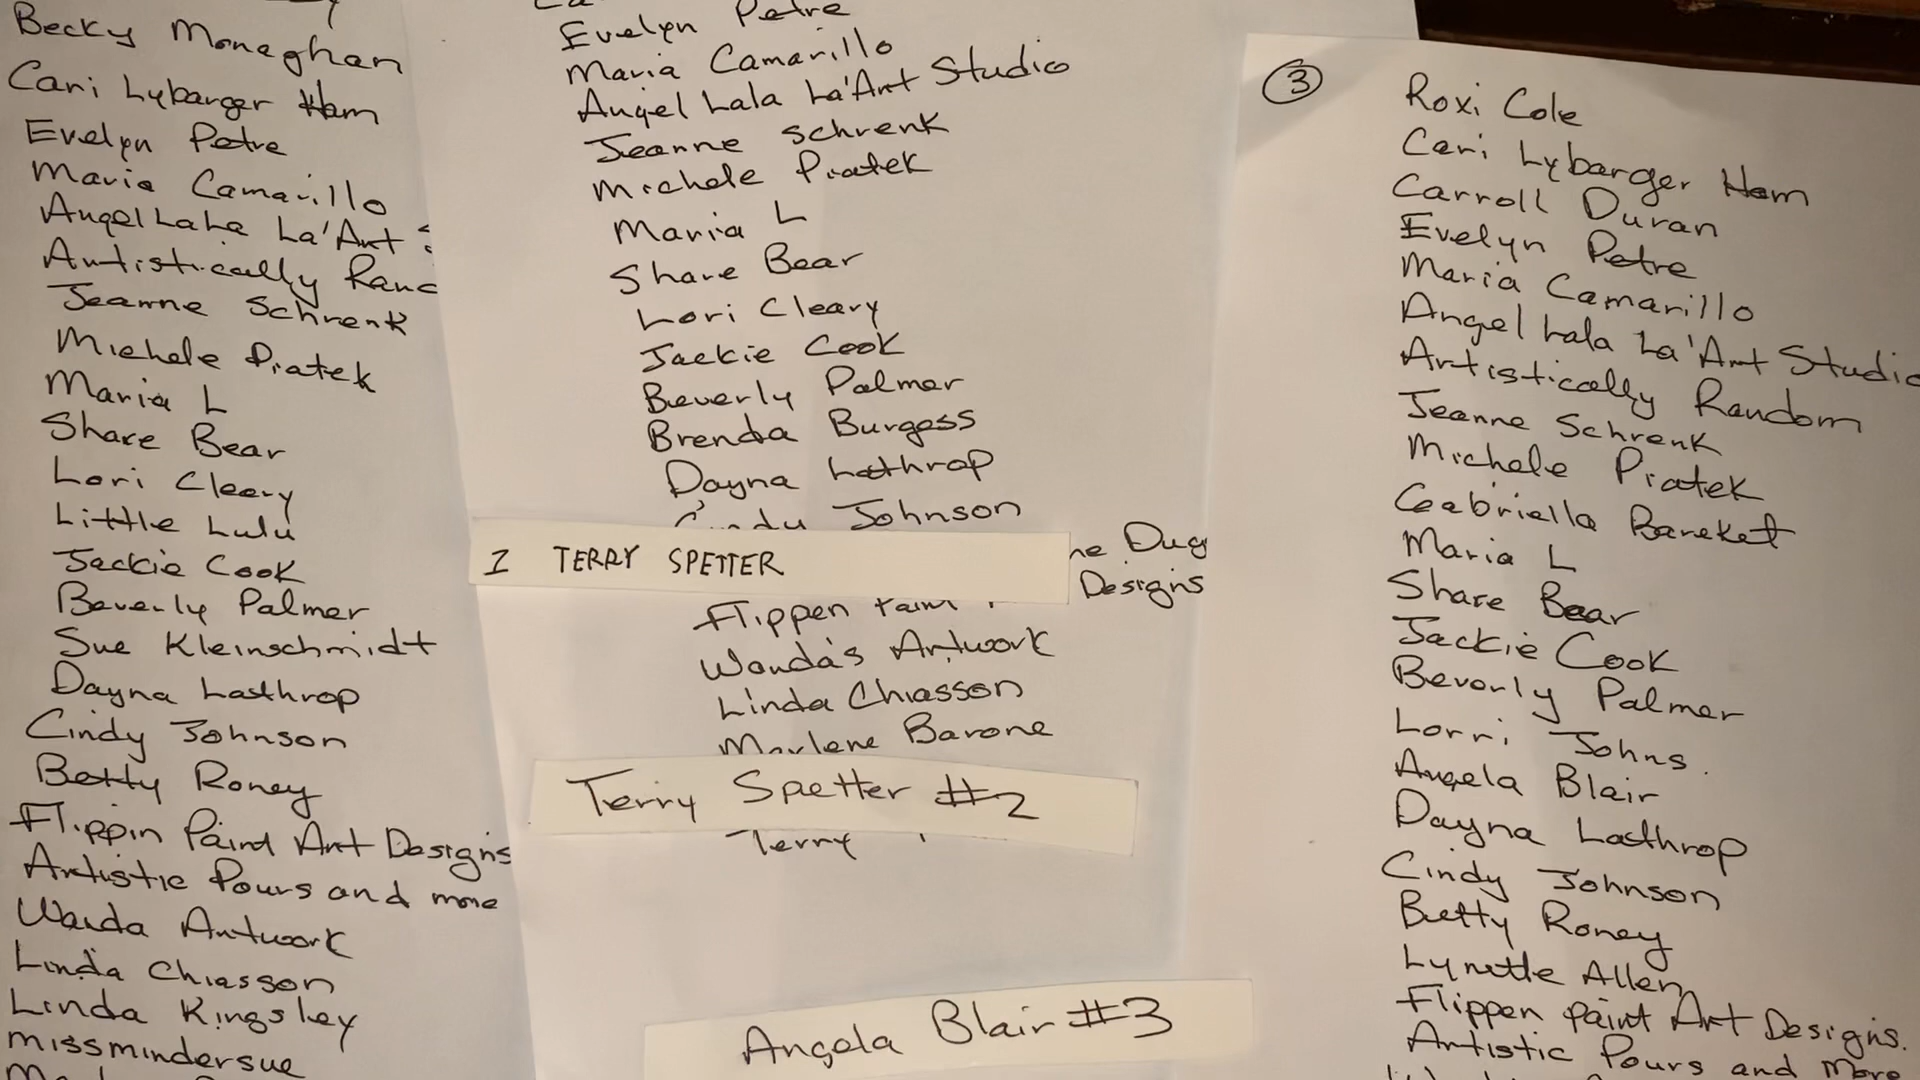 Becky Monaghan
Cari Lybarger Ham
Evelyn Petre
Maria Camarillo
Angel LaLa La'Art
Artistically
Jeanne Schrenk
Michele Piatek
Maria L
Share Bear
Lori Cleary
Little Lulu
Jackie Cook
Beverly Palmer
Sue Kleinschmidt
Dayna Lathrop
Cindy Johnson
Betty Roney
Flippin Paint Art Designs
Artistic Pours and more
Wanda Artwork
Linda Chiasson
Linda Kingsley
missmindersue
Evelyn Petre
Maria Camarillo
Angel Lala La'Art Studio
Jeanne Schrenk
Michele Piatek
Maria L
Share Bear
Lori Cleary
Jackie Cook
Beverly Palmer
Brenda Burgess
Dayna Lathrop
Cindy Johnson
1 TERRY SPETTER
Designs
Flippen Paint
Wanda's Artwork
Linda Chiasson
Marlene Barone
Terry Spetter #2
Terry
Angela Blair #3
3
Roxi Cole
Cari Lybarger Ham
Carroll Duran
Evelyn Petre
Maria Camarillo
Angel Lala La'Art Studio
Artistically Random
Jeanne Schrenk
Michele Piatek
Gabriella Bareket
Maria L
Share Bear
Jackie Cook
Beverly Palmer
Lorri Johns.
Angela Blair
Dayna Lathrop
Cindy Johnson
Betty Roney
Lynette Allen
Flippen Paint Art Designs.
Artistic Pours and More